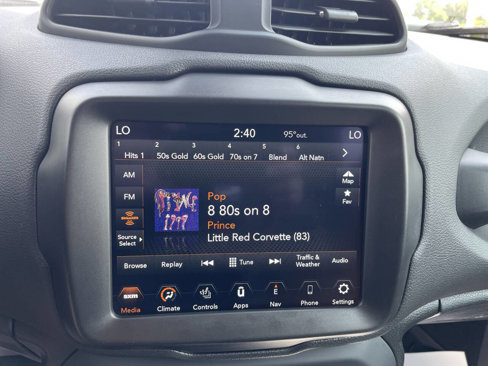 LO 2:40 95°out. LO
1 2 3 4 5 6
Hits 1 50s Gold 60s Gold 70s on 7 Blend Alt Natn
AM
Map
FM
Fav
Pop
8 80s on 8
Prince
Little Red Corvette (83)
Source
Select
Browse Replay Tune Traffic & Weather Audio
sxm
E
Media Climate Controls Apps Nav Phone Settings